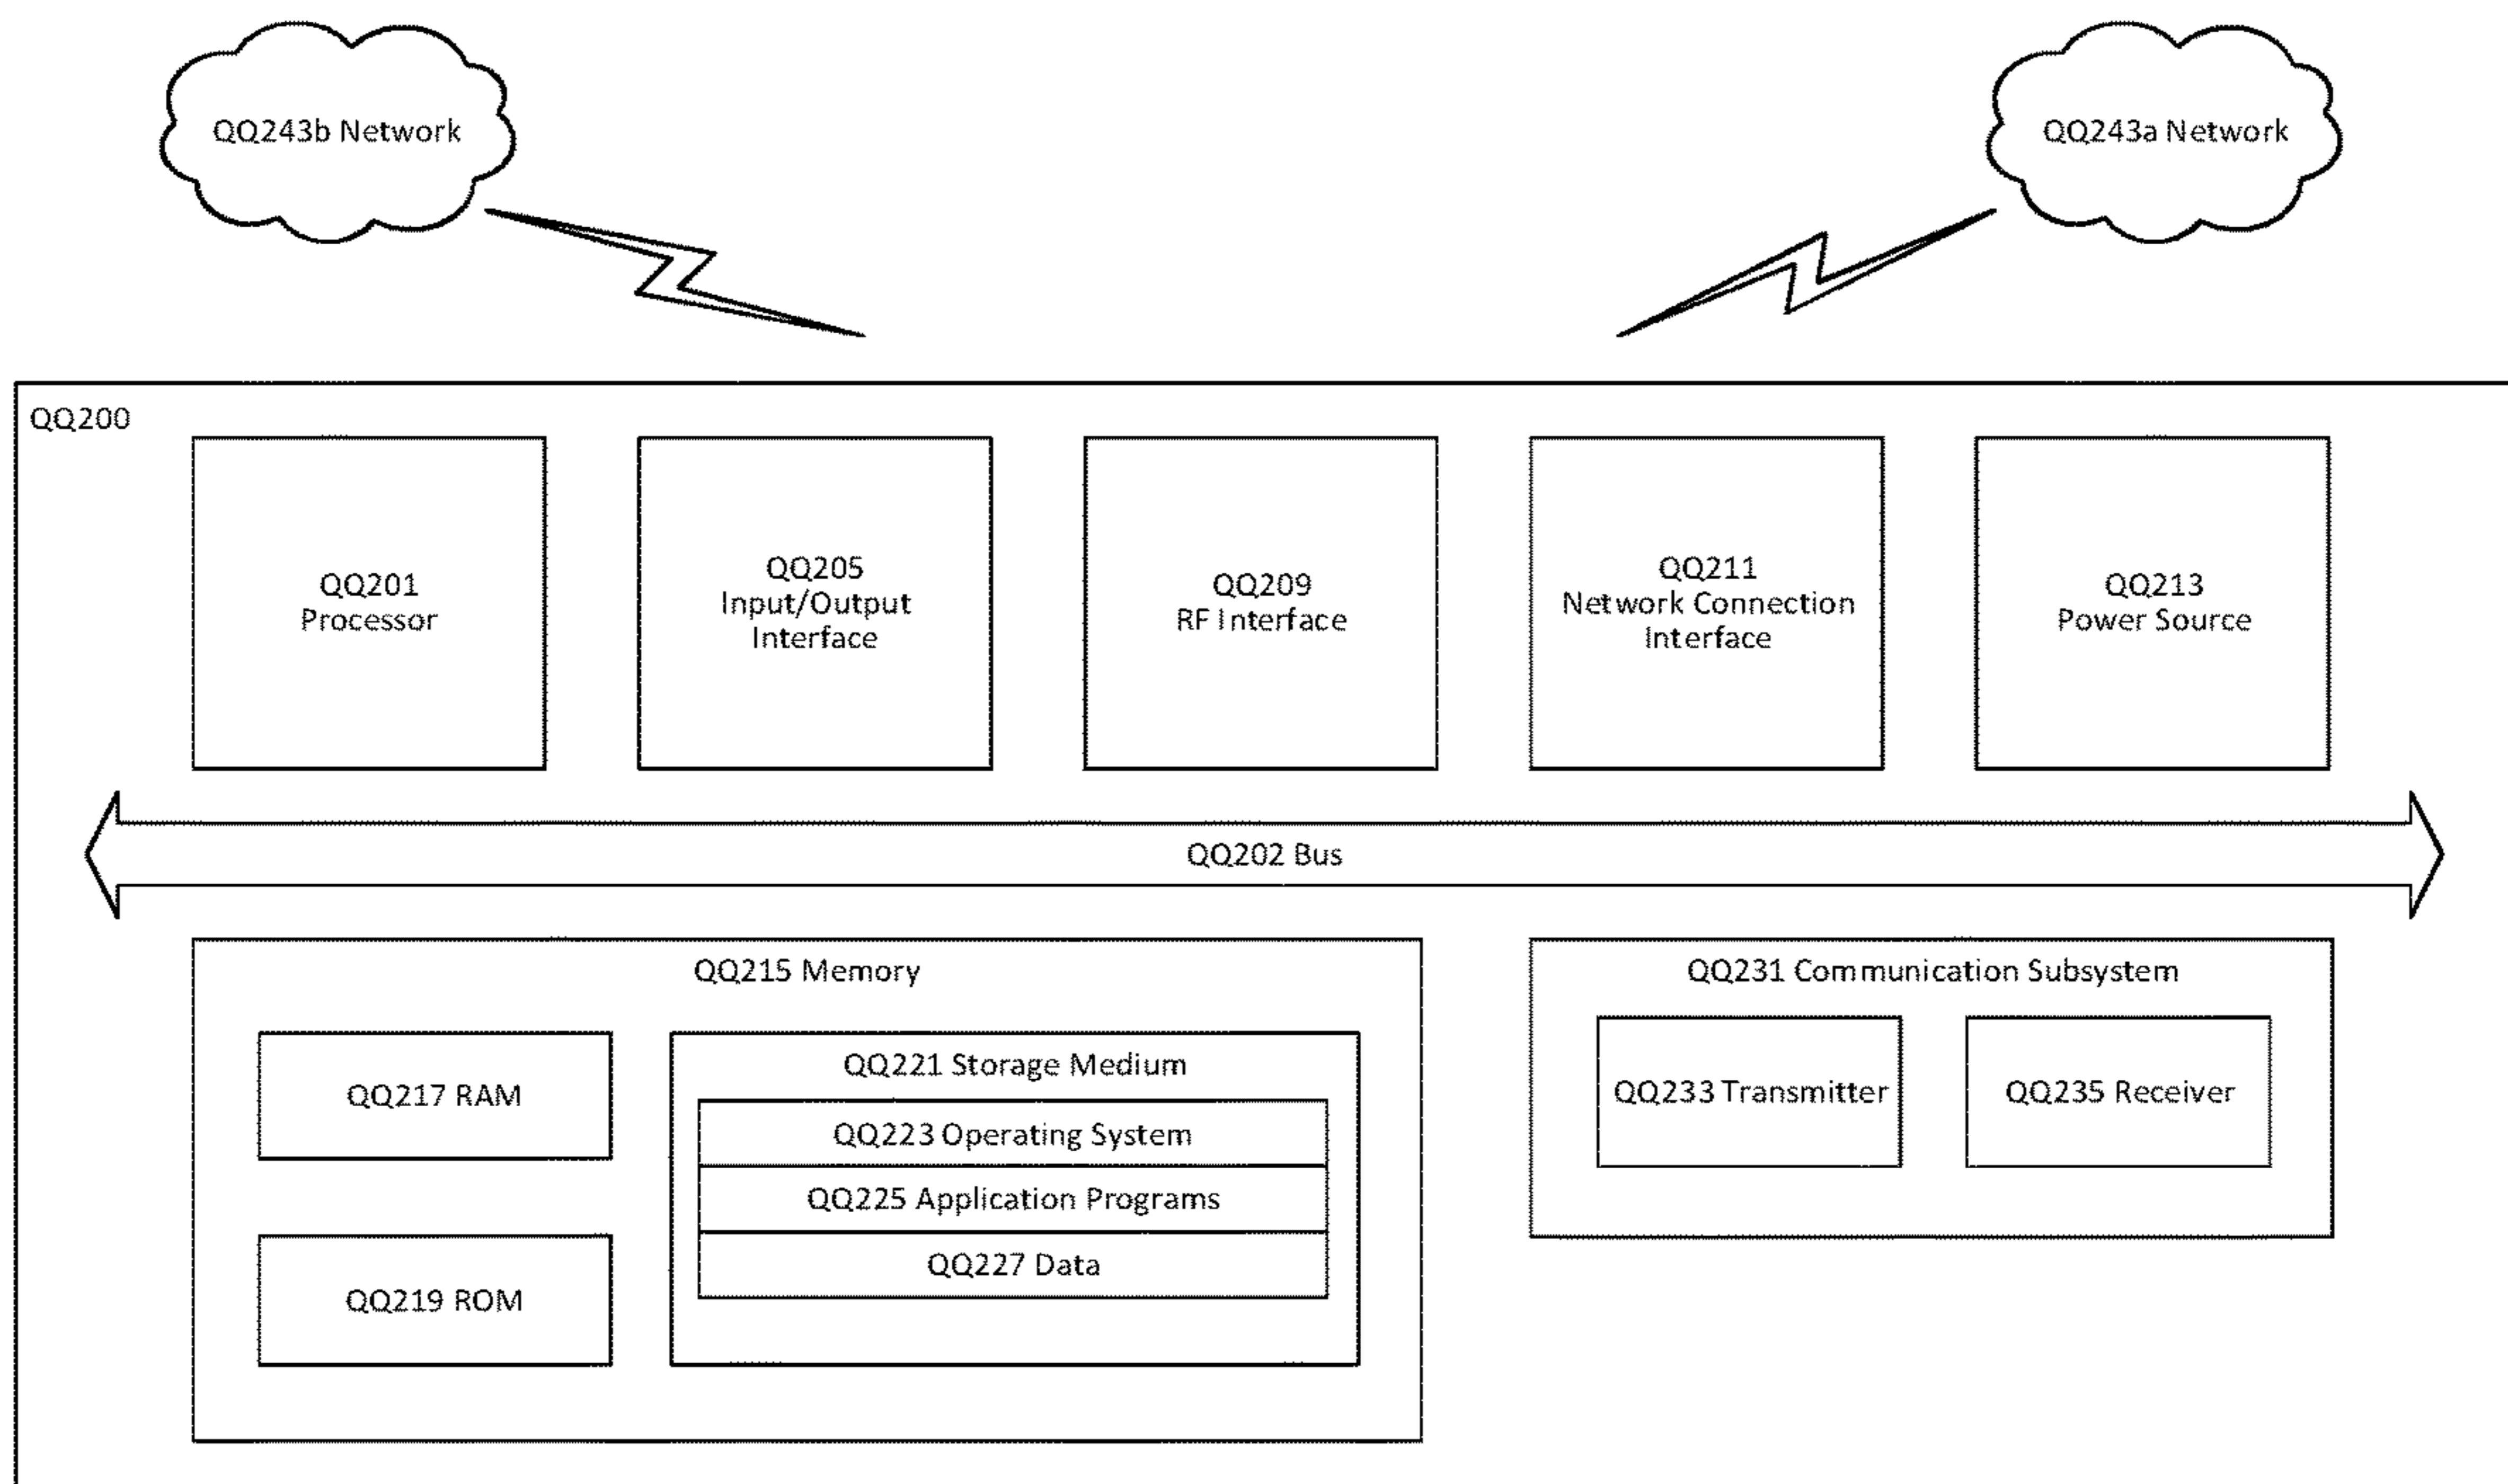 QQ243b Network
QQ243a Network
QQ200
QQ201
Processor
QQ205
Input/Output
Interface
QQ209
RF Interface
QQ211
Network Connection
Interface
QQ213
Power Source
QQ202 Bus
QQ215 Memory
QQ217 RAM
QQ219 ROM
QQ221 Storage Medium
QQ223 Operating System
QQ225 Application Programs
QQ227 Data
QQ231 Communication Subsystem
QQ233 Transmitter
QQ235 Receiver